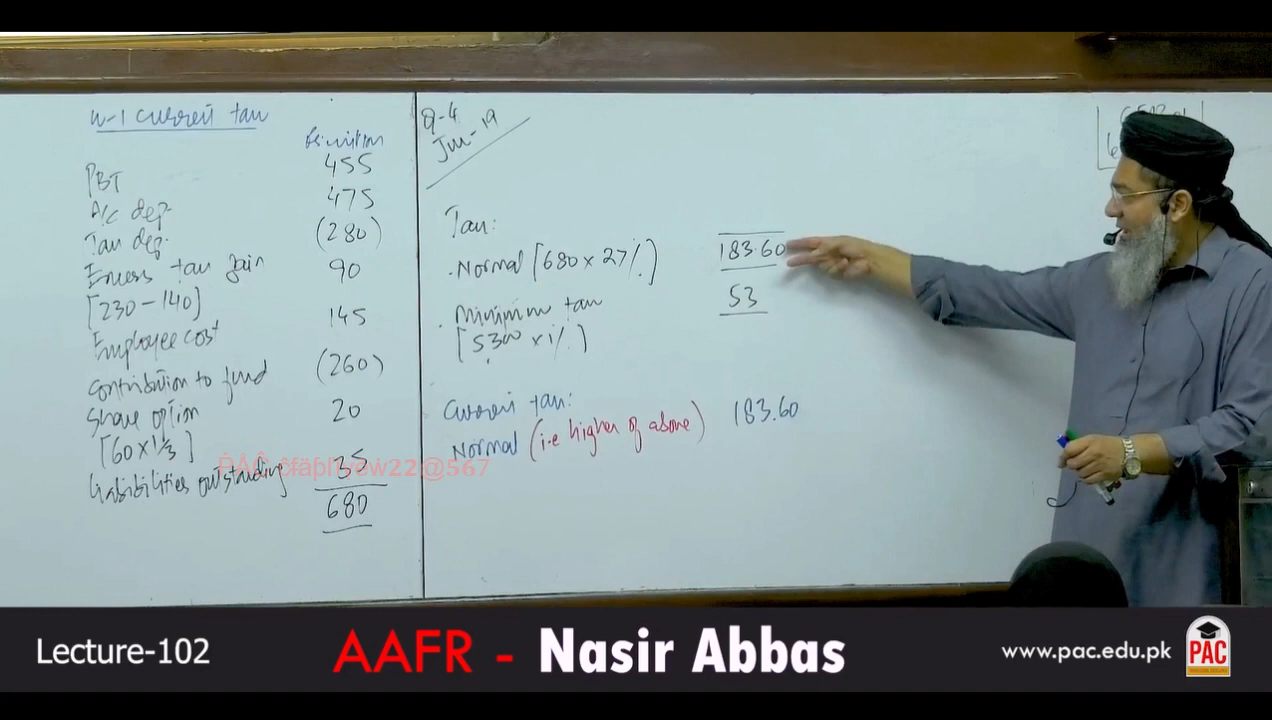 W-1 Current tax
Rs. million
PBT 455
A/c dep. 475
Tax dep. (280)
Excess tax gain 90
[230 - 140]
Employee cost 145
Contribution to fund (260)
Share option 20
[60 x 1/3]
Liabibilities outstanding 35
680
Q-4
Jun-19
Tax:
. Normal [680 x 27%] 183.60
. Minimum tax 53
[5300 x 1%]
Current tax:
Normal (i.e higher of above) 183.60
Lecture-102
AAFR - Nasir Abbas
www.pac.edu.pk
PAC